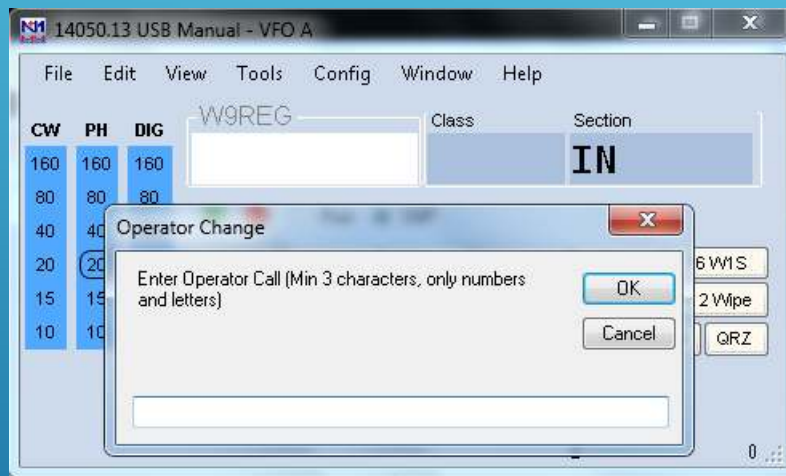 N1 14050.13 USB Manual - VFO A
File Edit View Tools Config Window Help
W9REG Class Section
CW PH DIG
IN
160 160 160
80 80 80
40 40
Operator Change
20 20
Enter Operator Call (Min 3 characters, only numbers
and letters)
OK
6 W1S
15 15
2 Wipe
10 10
Cancel
QRZ
0